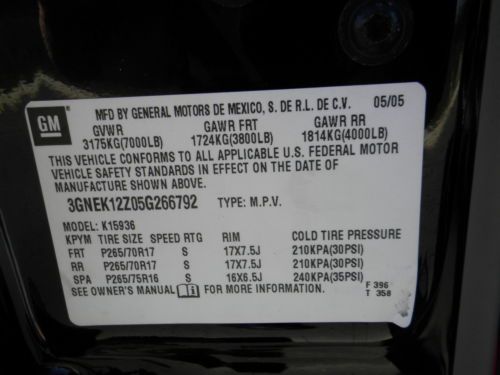 GM
MFD BY GENERAL MOTORS DE MEXICO, S. DE R.L. DE C.V. 05/05
GVWR GAWR FRT GAWR RR
3175KG(7000LB) 1724KG(3800LB) 1814KG(4000LB)
THIS VEHICLE CONFORMS TO ALL APPLICABLE U.S. FEDERAL MOTOR
VEHICLE SAFETY STANDARDS IN EFFECT ON THE DATE OF
MANUFACTURE SHOWN ABOVE.
3GNEK12Z05G266792 TYPE: M.P.V.
MODEL: K15936
KPYM TIRE SIZE SPEED RTG RIM COLD TIRE PRESSURE
FRT P265/70R17 S 17X7.5J 210KPA(30PSI)
RR P265/70R17 S 17X7.5J 210KPA(30PSI)
SPA P265/75R16 S 16X6.5J 240KPA(35PSI)
SEE OWNER'S MANUAL FOR MORE INFORMATION. F 396
T 358